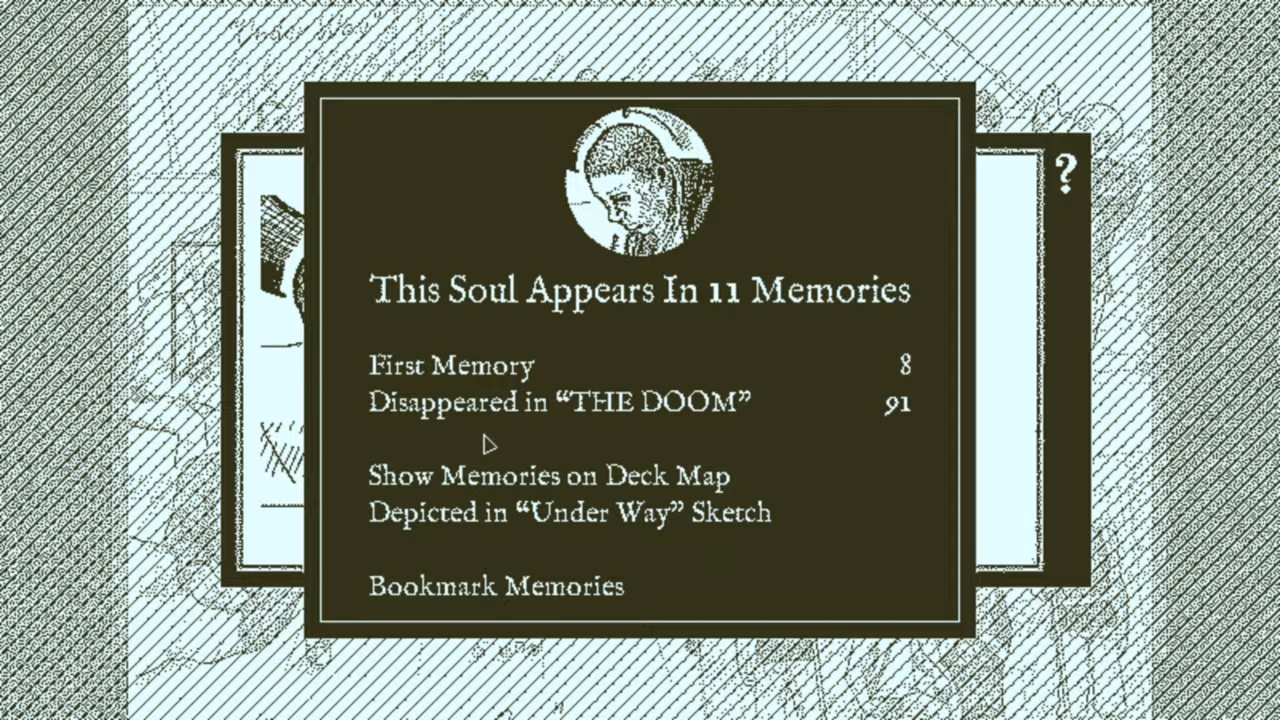 ?
This Soul Appears In 11 Memories
First Memory 8
Disappeared in “THE DOOM” 91
Show Memories on Deck Map
Depicted in “Under Way” Sketch
Bookmark Memories